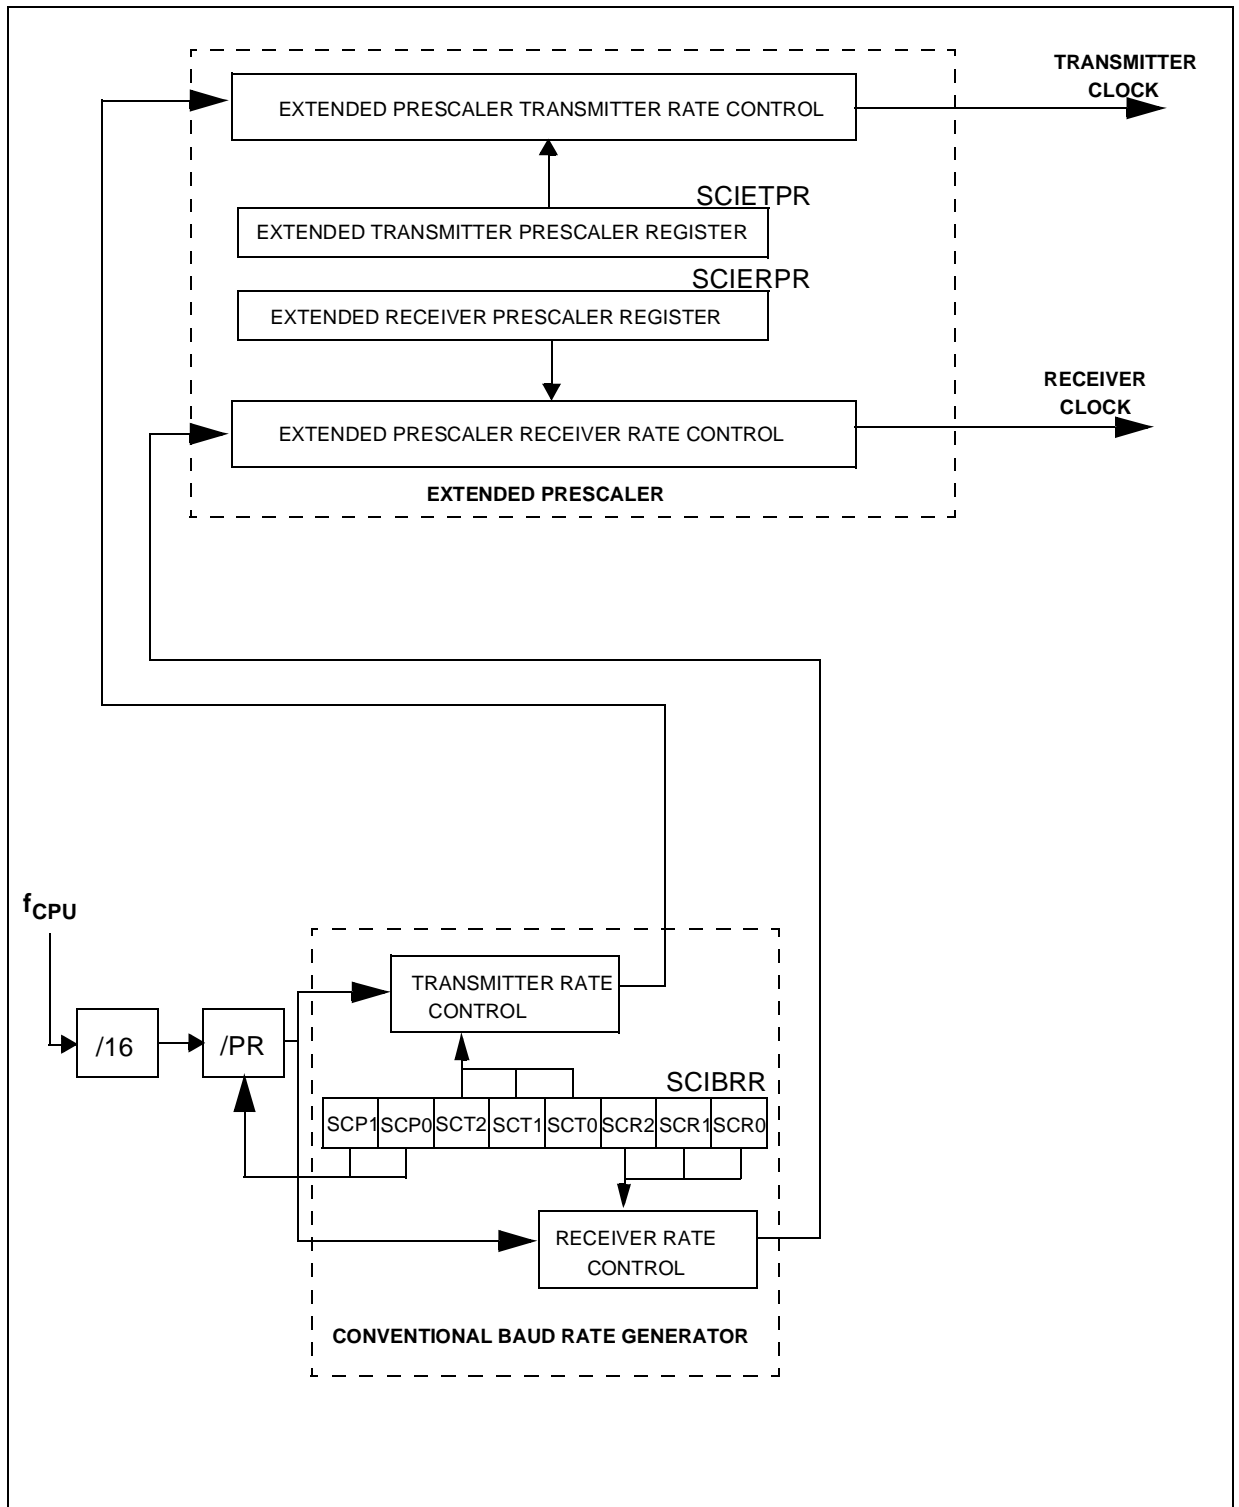 TRANSMITTER
CLOCK
EXTENDED PRESCALER TRANSMITTER RATE CONTROL
SCIETPR
EXTENDED TRANSMITTER PRESCALER REGISTER
SCIERPR
EXTENDED RECEIVER PRESCALER REGISTER
RECEIVER
CLOCK
EXTENDED PRESCALER RECEIVER RATE CONTROL
EXTENDED PRESCALER
fCPU
TRANSMITTER RATE
CONTROL
/16
/PR
SCIBRR
SCP1 SCP0 SCT2 SCT1 SCT0 SCR2 SCR1 SCR0
RECEIVER RATE
CONTROL
CONVENTIONAL BAUD RATE GENERATOR